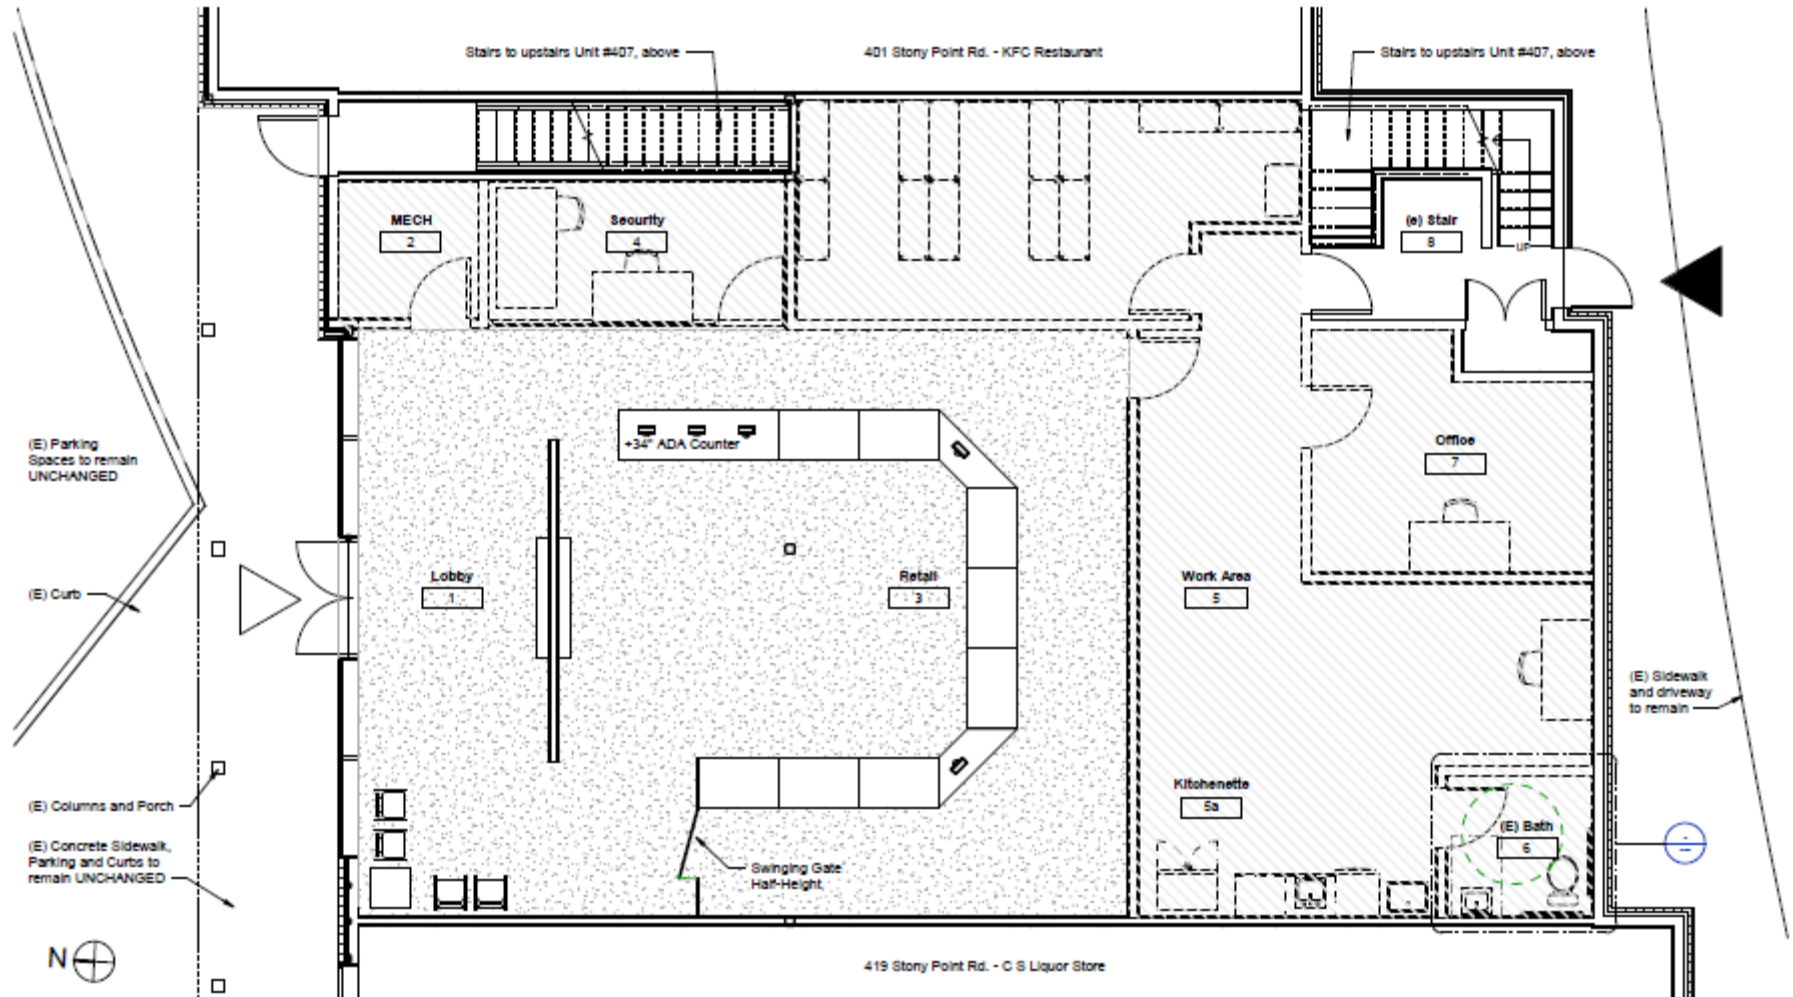 Stairs to upstairs Unit #407, above
401 Stony Point Rd. - KFC Restaurant
Stairs to upstairs Unit #407, above
MECH
2
Security
4
(e) Stair
8
UP
(E) Parking
Spaces to remain
UNCHANGED
+34" ADA Counter
Office
7
(E) Curb
Lobby
1
Retail
3
Work Area
5
(E) Sidewalk
and driveway
to remain
(E) Columns and Porch
Kitchenette
5a
(E) Bath
6
(E) Concrete Sidewalk,
Parking and Curbs to
remain UNCHANGED
Swinging Gate
Half-Height,
N
419 Stony Point Rd. - C S Liquor Store